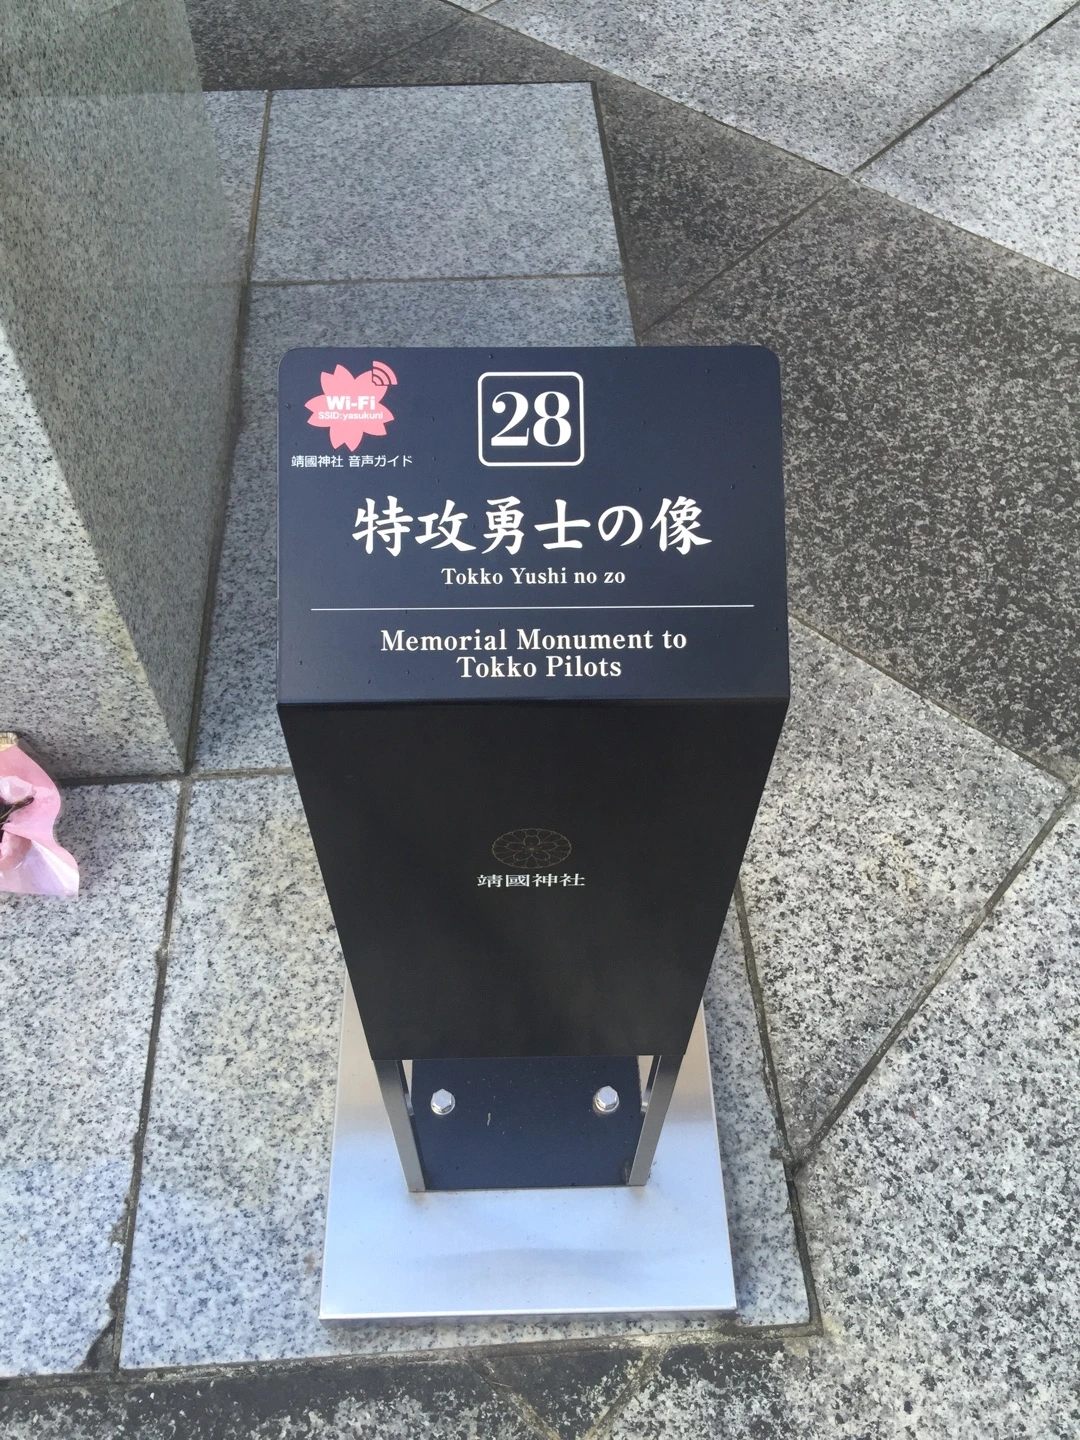 Wi-Fi
SSID:yasukuni
靖國神社 音声ガイド
28
特攻勇士の像
Tokko Yushi no zo
Memorial Monument to
Tokko Pilots
靖國神社